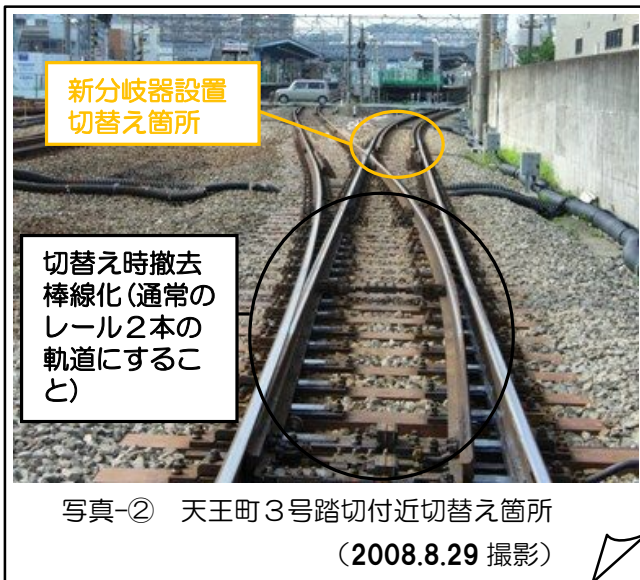 新分岐器設置
切替え箇所
切替え時撤去
棒線化(通常の
レール２本の
軌道にするこ
と)
写真-② 天王町３号踏切付近切替え箇所
（2008.8.29 撮影）